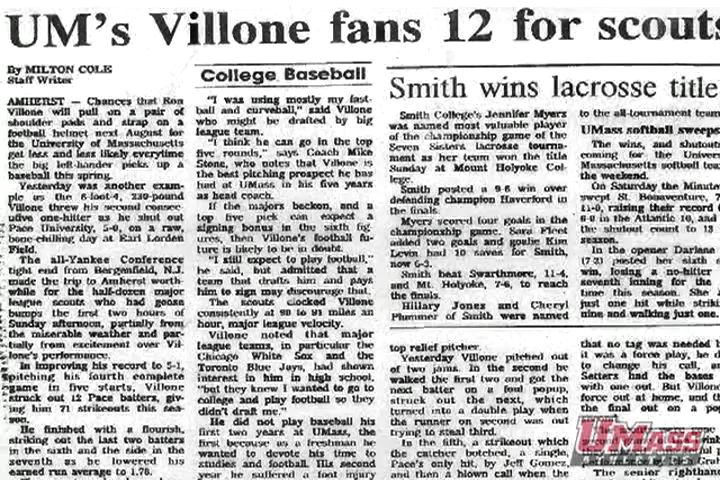 UM's Villone fans 12 for scouts
By MILTON COLE
Staff Writer
AMHERST — Chances that Ron
Villone will pull on a pair of
shoulder pads and strap on a
football helmet next August for
the University of Massachusetts
get less and less likely everytime
the big left-hander picks up a
baseball this spring.
Yesterday was another exam-
ple as the 6-foot-4, 230-pound
Villone threw his second consec-
utive one-hitter as he shut out
Pace University, 5-0, on a raw,
bone-chilling day at Earl Lorden
Field.
The all-Yankee Conference
tight end from Bergenfield, N.J.
made the trip to Amherst worth-
while for the half-dozen major
league scouts who had goose
bumps the first two hours of
Sunday afternoon, partially from
the miserable weather and par-
tially from excitement over Vil-
lone's performance.
In improving his record to 5-1,
pitching his fourth complete
game in five starts, Villone
struck out 12 Pace batters, giv-
ing him 71 strikeouts this sea-
son.
He finished with a flourish,
striking out the last two batters
in the sixth and the side in the
seventh as he lowered his
earned run average to 1.76.
College Baseball
"I was using mostly my fast-
ball and curveball," said Villone
who might be drafted by big
league team.
"I think he can go in the top
five rounds," says Coach Mike
Stone, who notes that Villone is
the best pitching prospect he has
had at UMass in his five years
as head coach.
If the majors beckon, and a
top five pick can expect a
signing bonus in the sixth fig-
ures, then Villone's football fu-
ture is likely to be in doubt.
"I still expect to play football,"
he said, but admitted that a
team that drafts him and pays
him to sign may discourage that.
The scouts clocked Villone
consistently at 90 to 91 miles an
hour, major league velocity.
Villone noted that major
league teams, in particular the
Chicago White Sox and the
Toronto Blue Jays, had shown
interest in him in high school,
"but they knew I wanted to go to
college and play football so they
didn't draft me."
He did not play baseball his
first two years at UMass, the
first because as a freshman he
wanted to devote his time to
studies and football. His second
year he suffered a foot injury
Smith wins lacrosse title
Smith College's Jennifer Myers
was named most valuable player
of the championship game of the
Seven Sisters lacrosse tourna-
ment as her team won the title
Sunday at Mount Holyoke Col-
lege.
Smith posted a 9-6 win over
defending champion Haverford in
the finals.
Myers scored four goals in the
championship game. Sara Fleet
added two goals and goalie Kim
Levin had 10 saves for Smith,
now 6-3.
Smith beat Swarthmore, 11-4,
and Mt. Holyoke, 7-6, to reach
the finals.
Hillary Jones and Cheryl
Plummer of Smith were named
to the all-tournament team
UMass softball sweeps
The wins, and shutouts
coming for the University
Massachusetts softball team
the weekend.
On Saturday the Minute
swept St. Bonaventure,
11-0, raising their record
6-0 in the Atlantic 10, and
the shutout count to 13
season.
In the opener Darlene
(7-2) posted her sixth
win, losing a no-hitter
seventh inning for the
time this season. She
just one hit while striking
nine and walking just one.
top relief pitcher.
Yesterday Villone pitched out
of two jams. In the second he
walked the first two and got the
next batter on a foul popup,
struck out the next, which
turned into a double play when
the runner on second was out
trying to steal third.
In the fifth, a strikeout which
the catcher botched, a single,
Pace's only hit, by Jeff Gomez,
and then a blown call when the
that no tag was needed
it was a force play, he
to change his call, an
Setters had the bases
with one out. But Villone
force out at home, and th
the final out on a po
UMass
The senior righthan